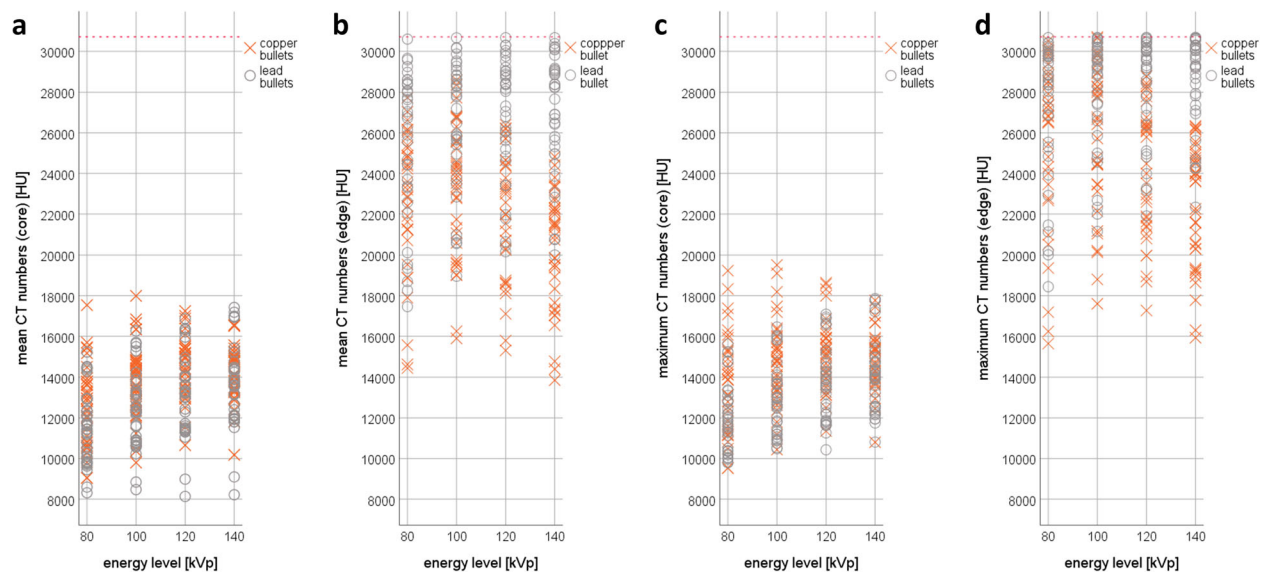 a
mean CT numbers (core) [HU]
30000
28000
26000
24000
22000
20000
18000
16000
14000
12000
10000
8000
80 100 120 140
energy level [kVp]
copper
bullets
lead
bullets
b
mean CT numbers (edge) [HU]
30000
28000
26000
24000
22000
20000
18000
16000
14000
12000
10000
8000
80 100 120 140
energy level [kVp]
coppper
bullet
lead
bullet
c
maximum CT numbers (core) [HU]
30000
28000
26000
24000
22000
20000
18000
16000
14000
12000
10000
8000
80 100 120 140
energy level [kVp]
copper
bullets
lead
bullets
d
maximum CT numbers (edge) [HU]
30000
28000
26000
24000
22000
20000
18000
16000
14000
12000
10000
8000
80 100 120 140
energy level [kVp]
copper
bullets
lead
bullets